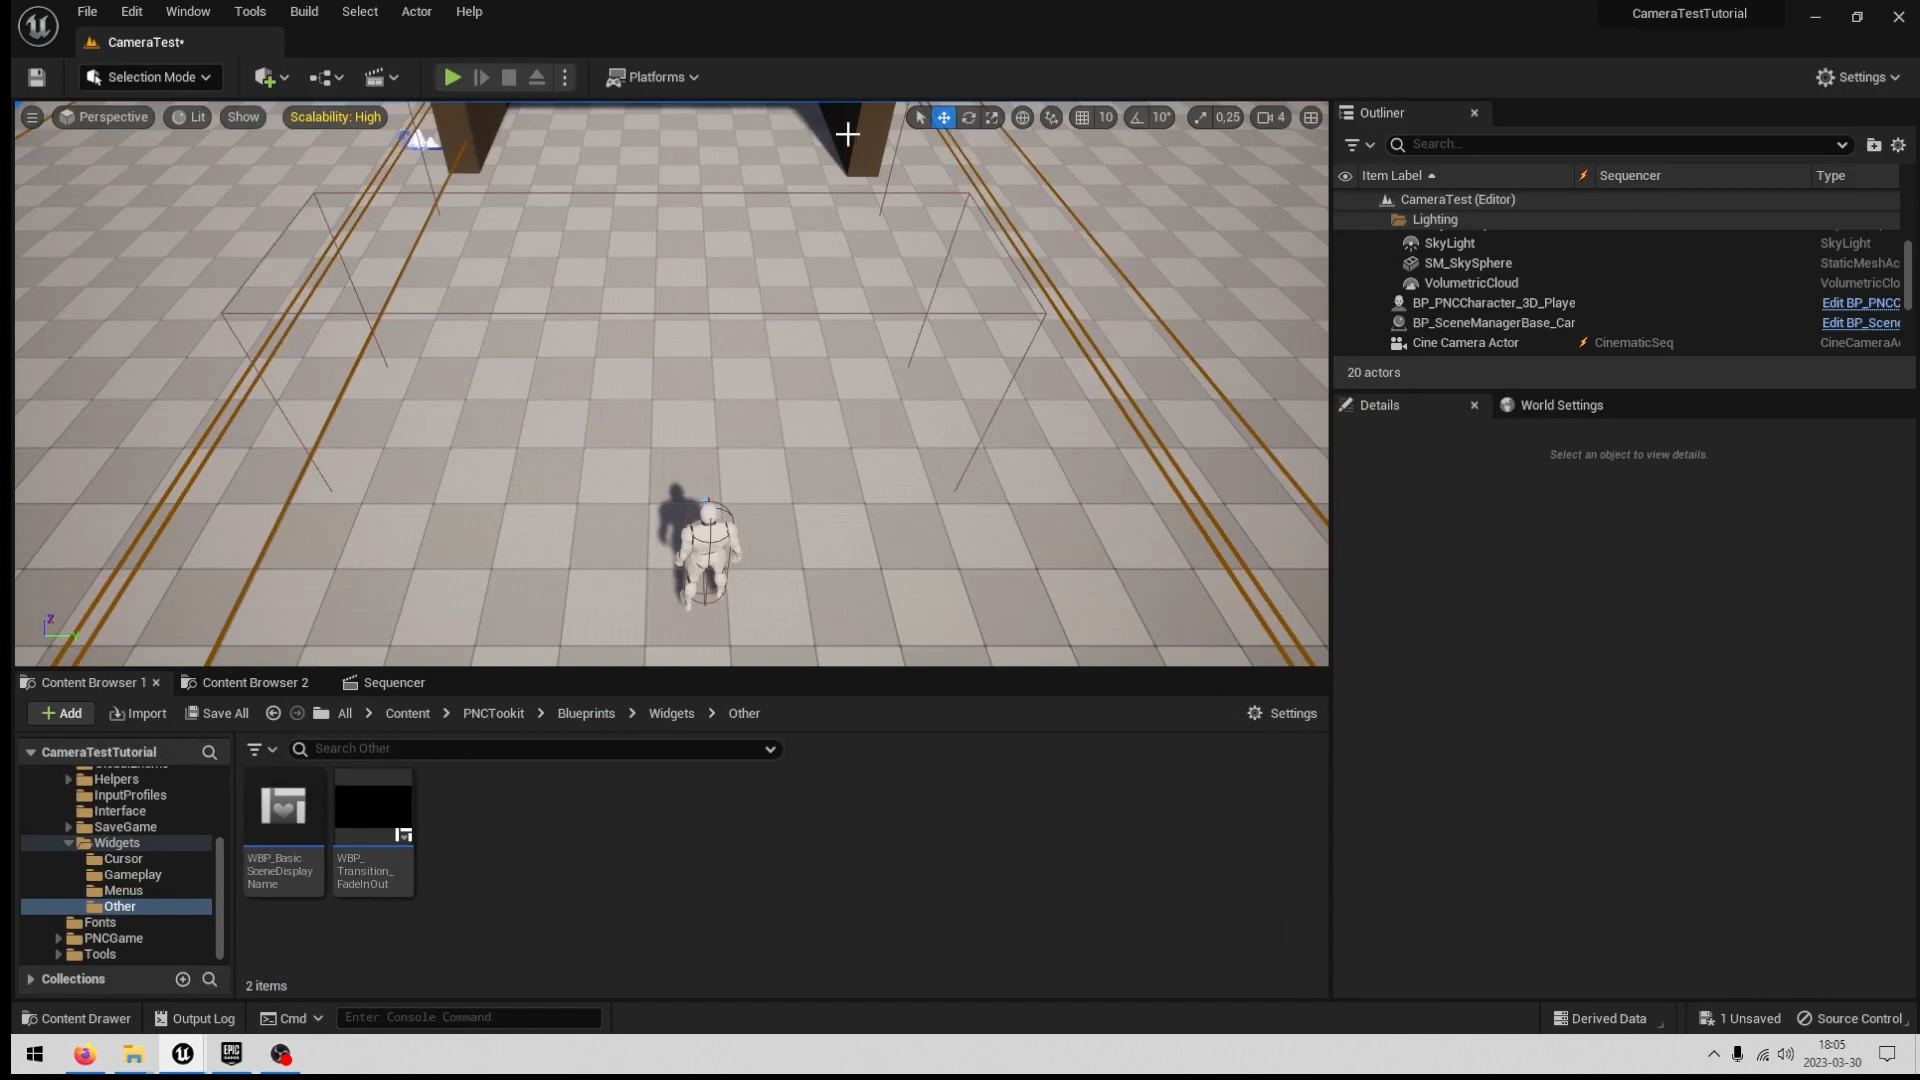 File Edit Window Tools Build Select Actor Help
CameraTestTutorial
CameraTest*
Selection Mode
Platforms
Settings
Perspective Lit Show Scalability: High
10 10° 0,25 4
Outliner
Search...
Item Label Sequencer Type
CameraTest (Editor)
Lighting
SkyLight SkyLight
SM_SkySphere StaticMeshAc
VolumetricCloud VolumetricClo
BP_PNCCharacter_3D_Playe Edit BP_PNCC
BP_SceneManagerBase_Car Edit BP_Scene
Cine Camera Actor CinematicSeq CineCameraA
20 actors
Details World Settings
Select an object to view details.
Content Browser 1 Content Browser 2 Sequencer
Add Import Save All All Content PNCTookit Blueprints Widgets Other Settings
CameraTestTutorial
Search Other
Helpers
InputProfiles
Interface
SaveGame
Widgets
Cursor
Gameplay
Menus
Other
Fonts
PNCGame
Tools
Collections
WBP_Basic
SceneDisplay
Name
WBP_
Transition_
FadeInOut
2 items
Content Drawer Output Log Cmd Enter Console Command Derived Data 1 Unsaved Source Control
EPIC
GAMES
18:05
2023-03-30